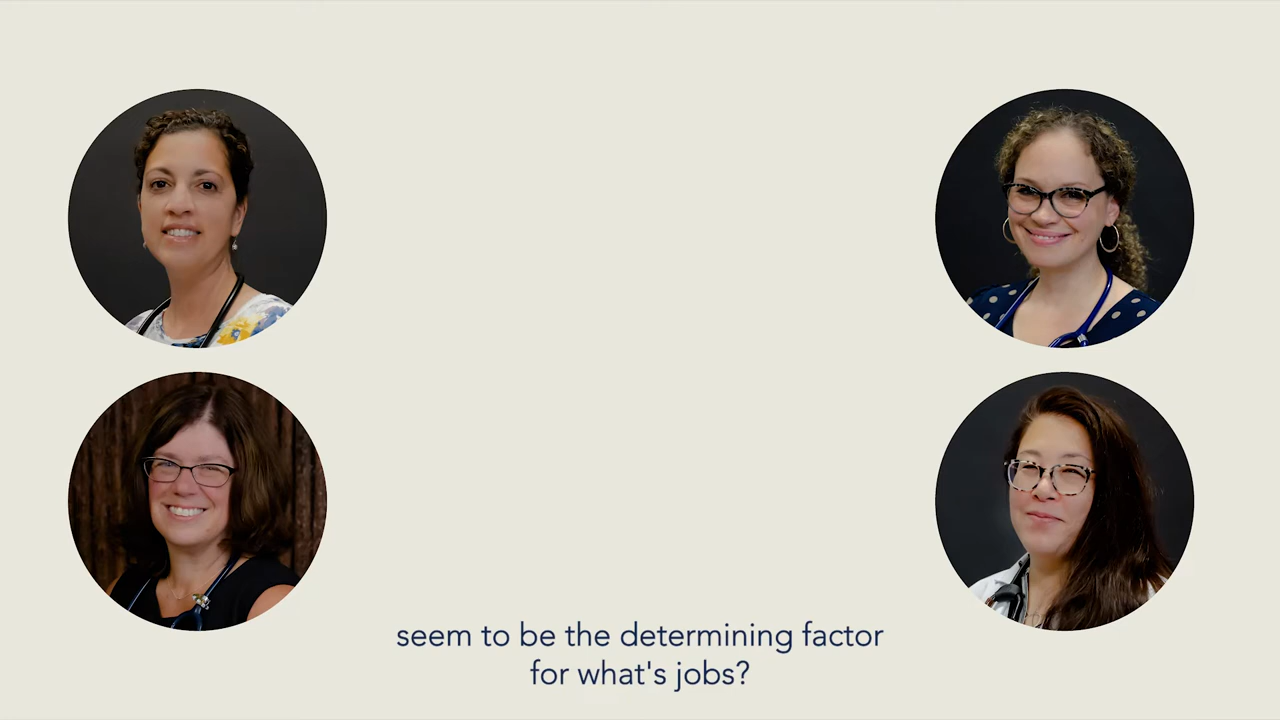 seem to be the determining factor
for what's jobs?